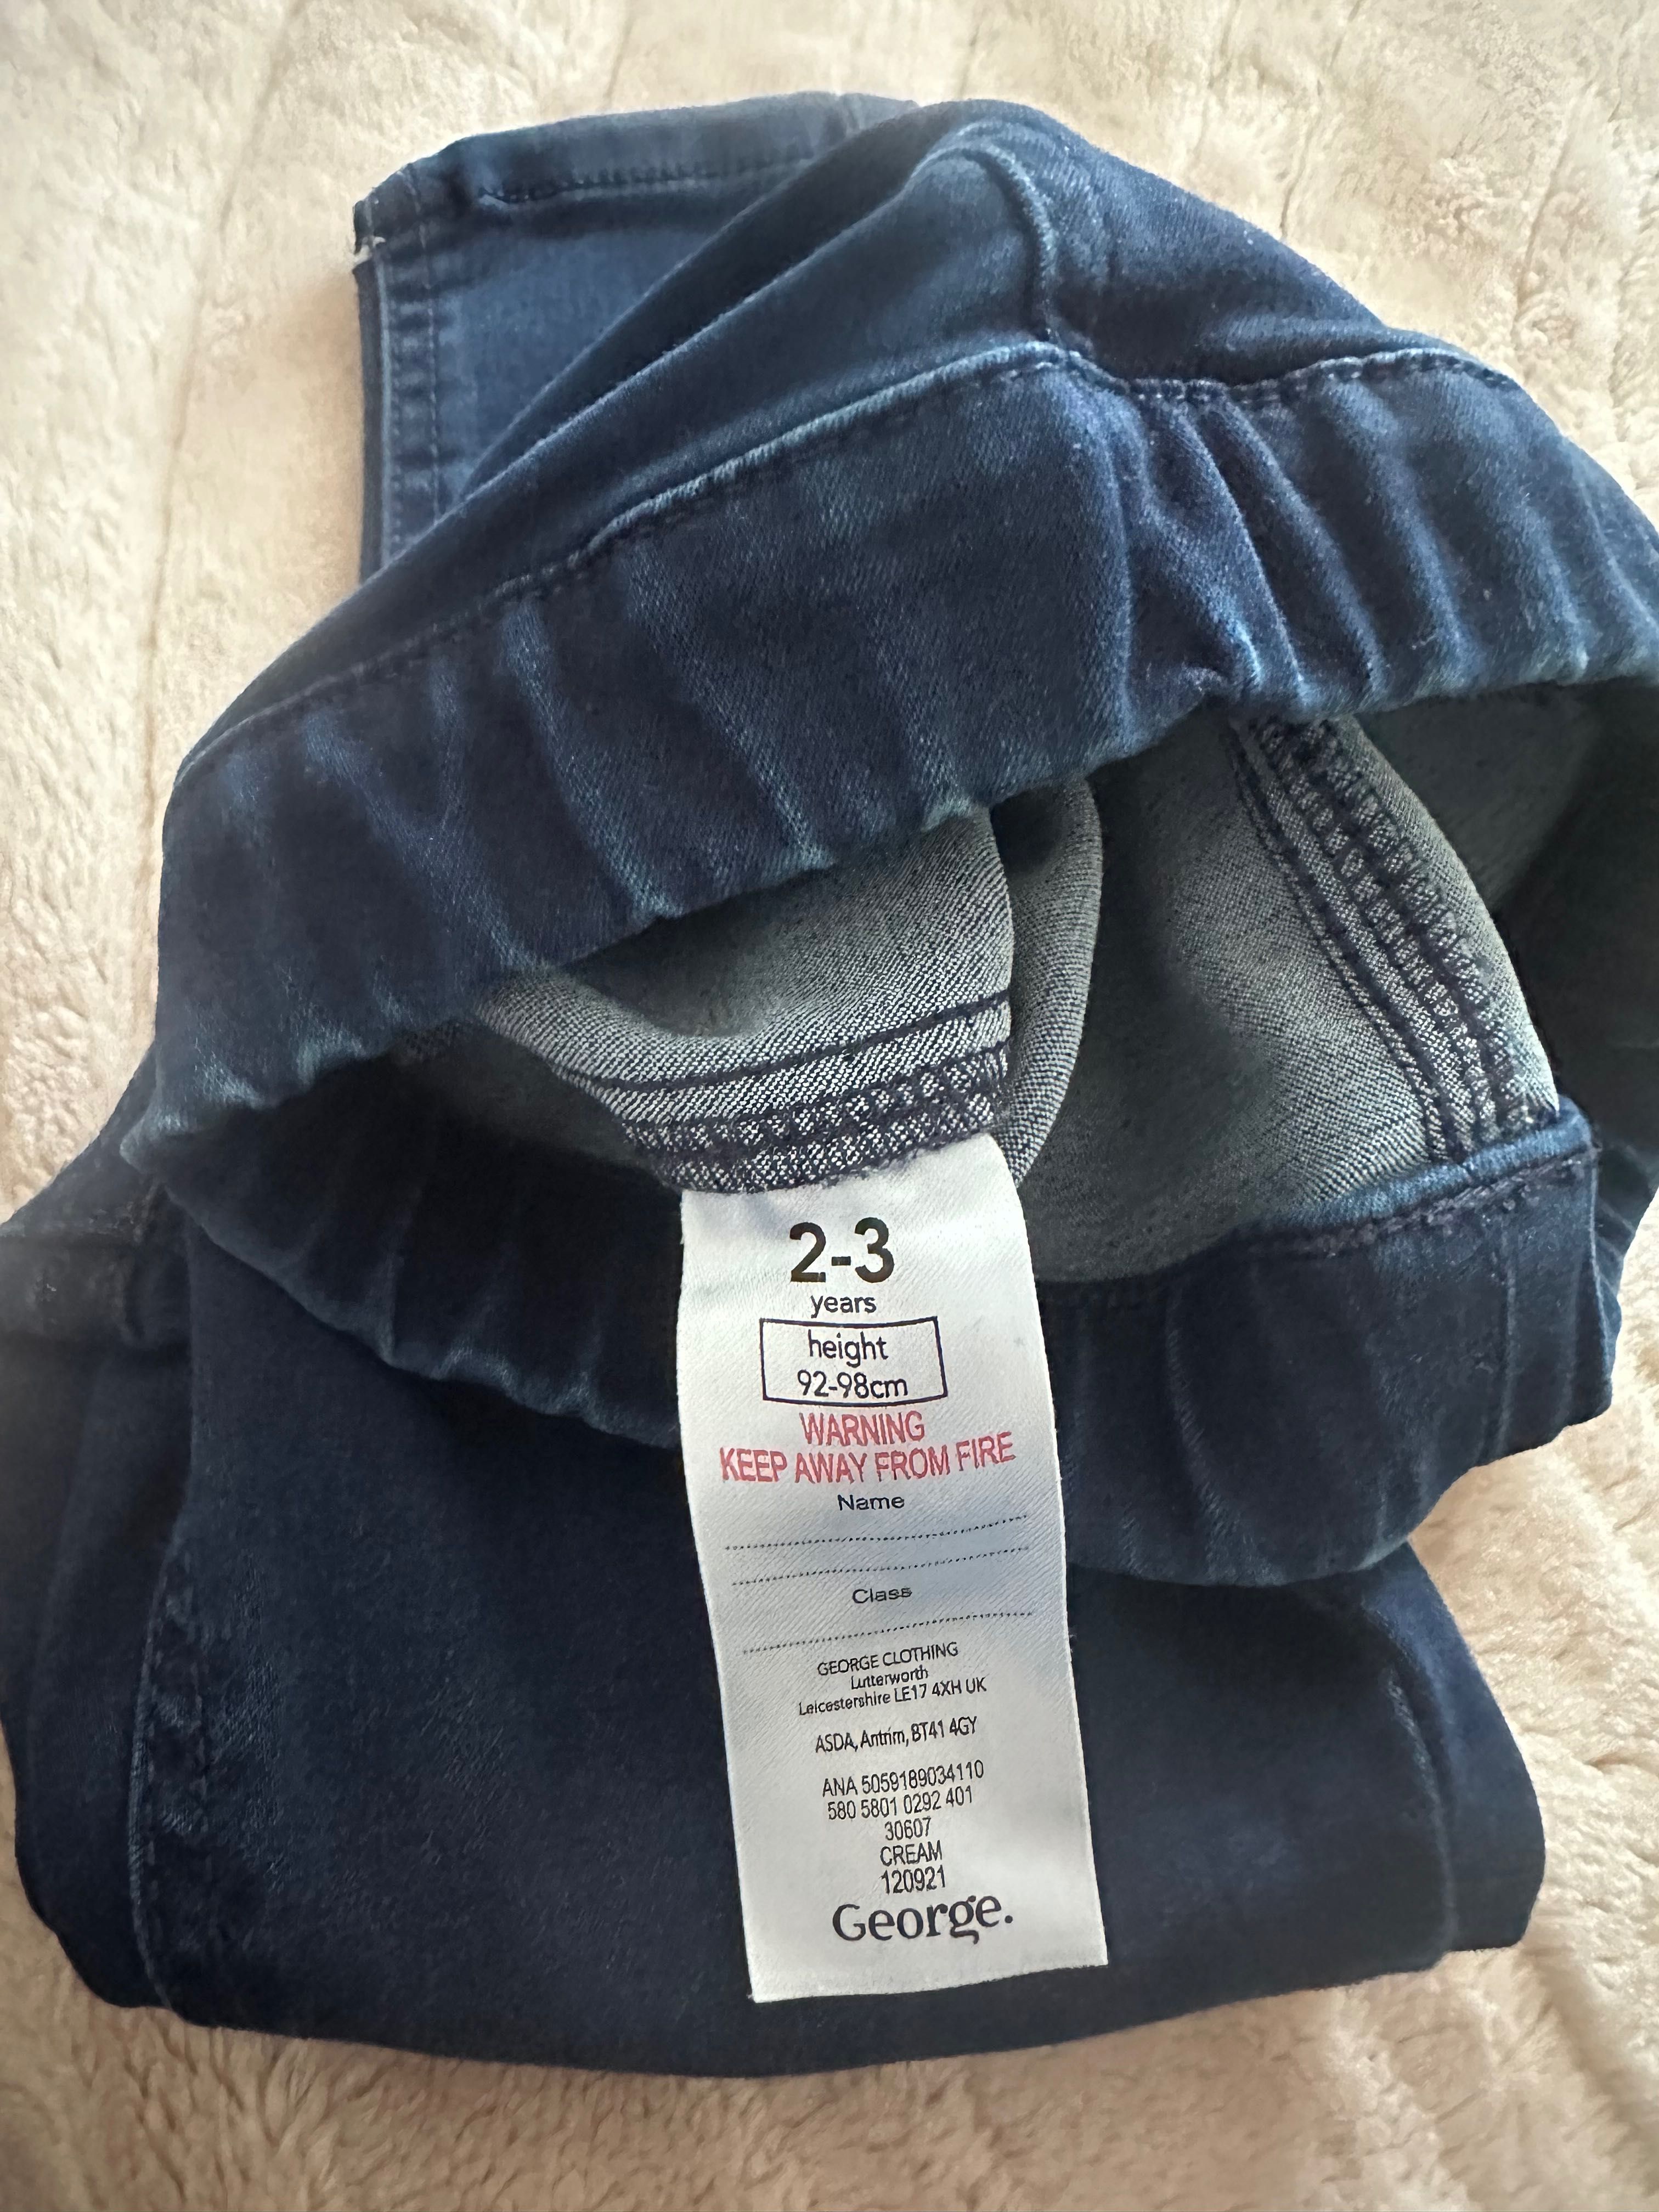 2-3
years
height
92-98cm
WARNING
KEEP AWAY FROM FIRE
Name
Class
GEORGE CLOTHING
Lutterworth
Leicestershire LE17 4XH UK
ASDA, Antrim, BT41 4GY
ANA 5059189034110
580 5801 0292 401
30607
CREAM
120921
George.